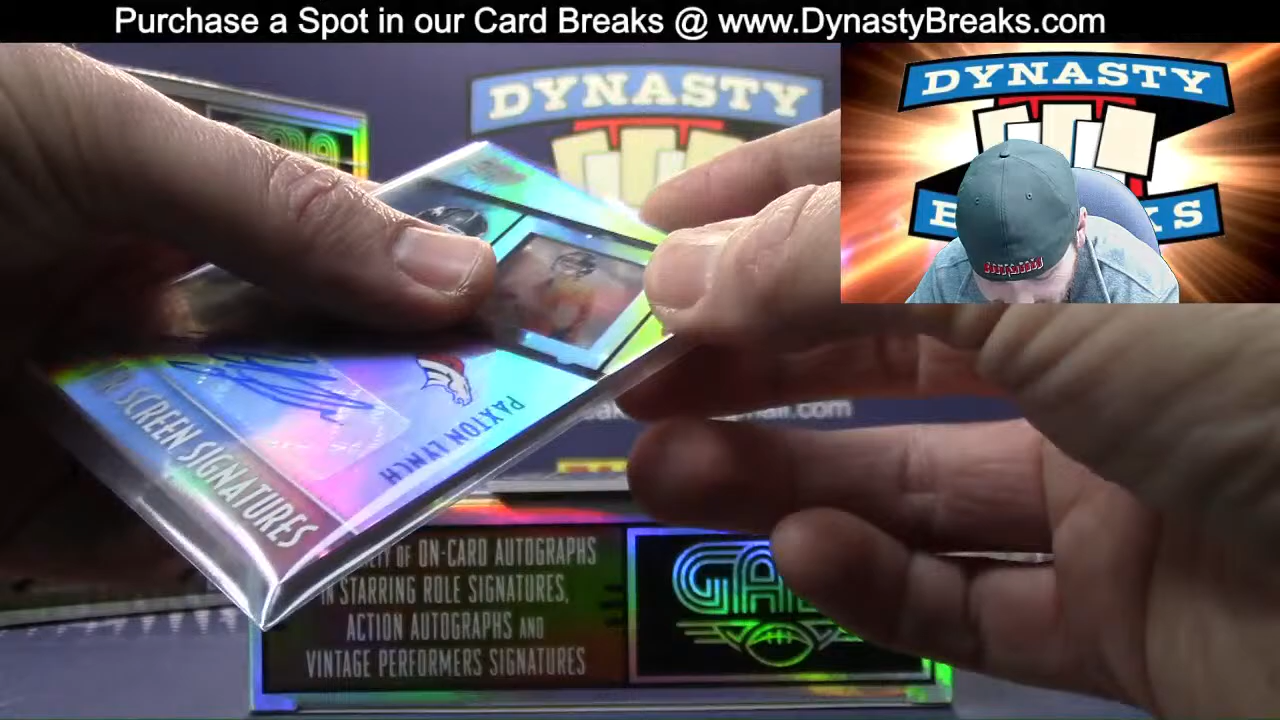 Purchase a Spot in our Card Breaks @ www.DynastyBreaks.com
DYNASTY
DYNASTY
PAXTON LYNCH
SCREEN SIGNATURES
OF ON-CARD AUTOGRAPHS
IN STARRING ROLE SIGNATURES,
ACTION AUTOGRAPHS AND
VINTAGE PERFORMERS SIGNATURES